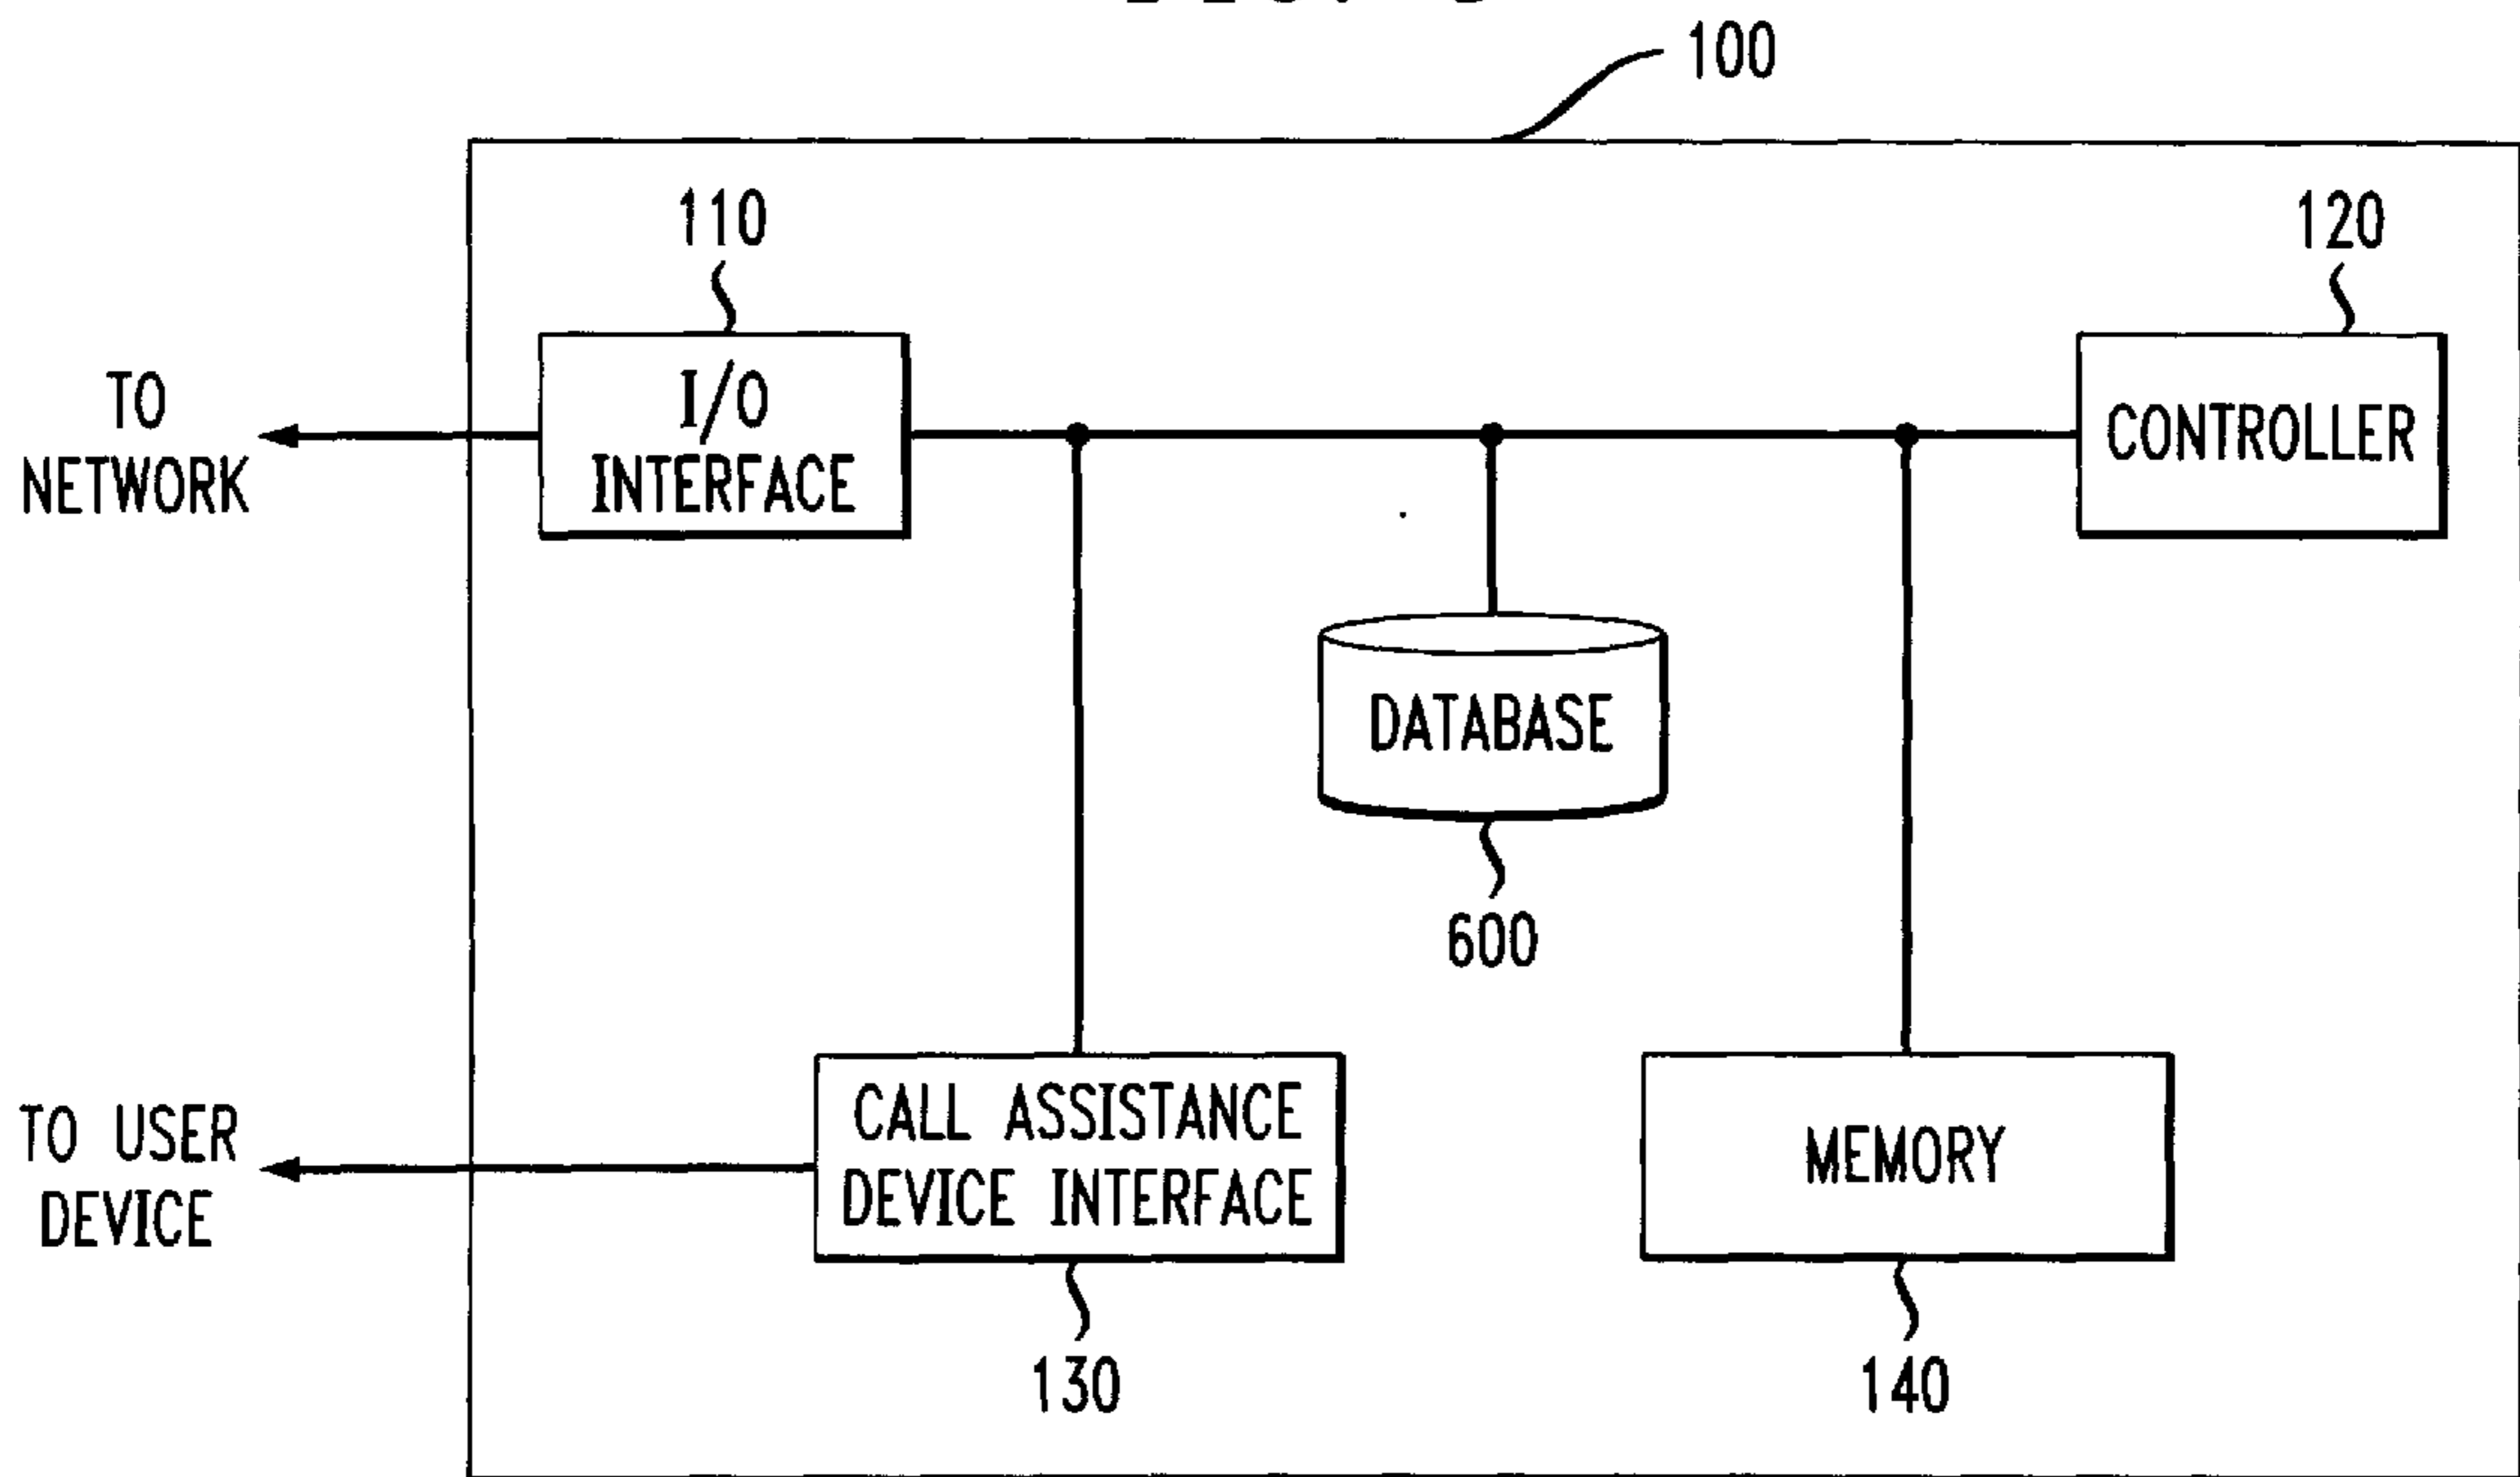 100
110
120
TO
NETWORK
I/O
INTERFACE
CONTROLLER
DATABASE
600
TO USER
DEVICE
CALL ASSISTANCE
DEVICE INTERFACE
MEMORY
130
140